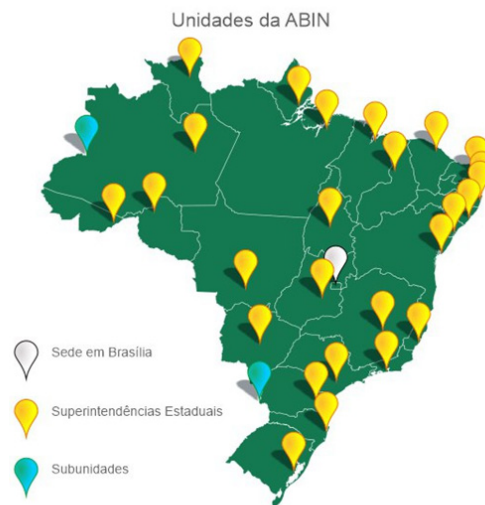 Unidades da ABIN
Sede em Brasília
Superintendências Estaduais
Subunidades